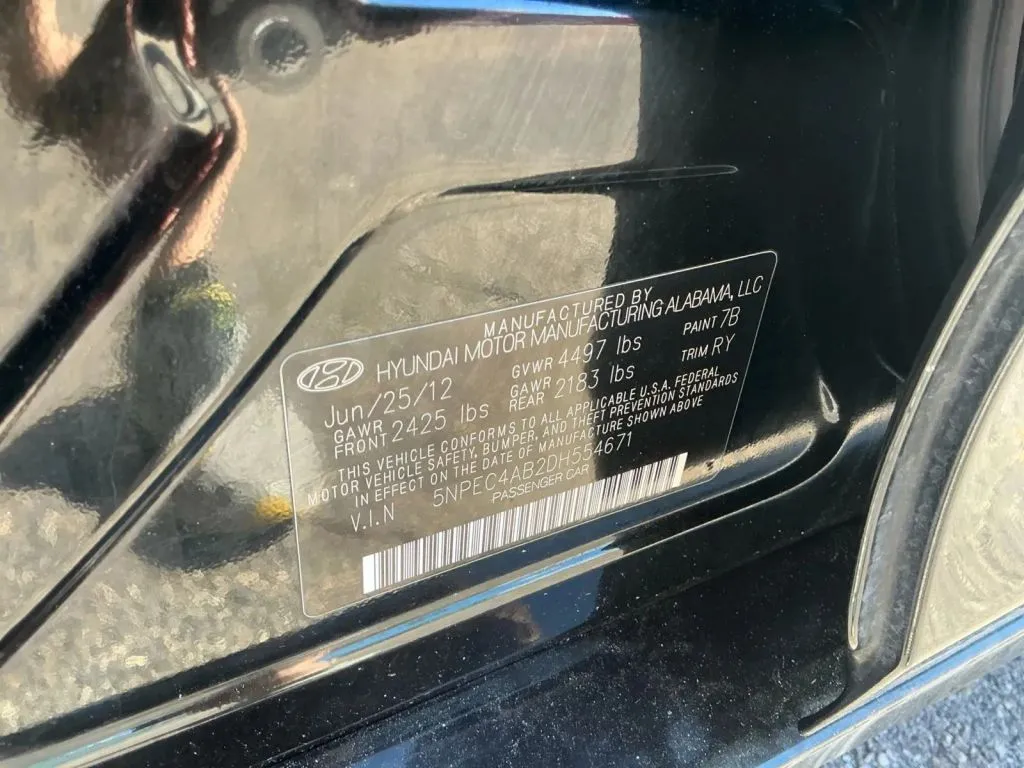 MANUFACTURED BY
HYUNDAI MOTOR MANUFACTURING ALABAMA, LLC
Jun/25/12 GVWR 4497 lbs PAINT 7B
GAWR FRONT 2425 lbs GAWR REAR 2183 lbs TRIM RY
THIS VEHICLE CONFORMS TO ALL APPLICABLE U.S.A. FEDERAL
MOTOR VEHICLE SAFETY, BUMPER, AND THEFT PREVENTION STANDARDS
IN EFFECT ON THE DATE OF MANUFACTURE SHOWN ABOVE
V.I.N 5NPEC4AB2DH554671
PASSENGER CAR